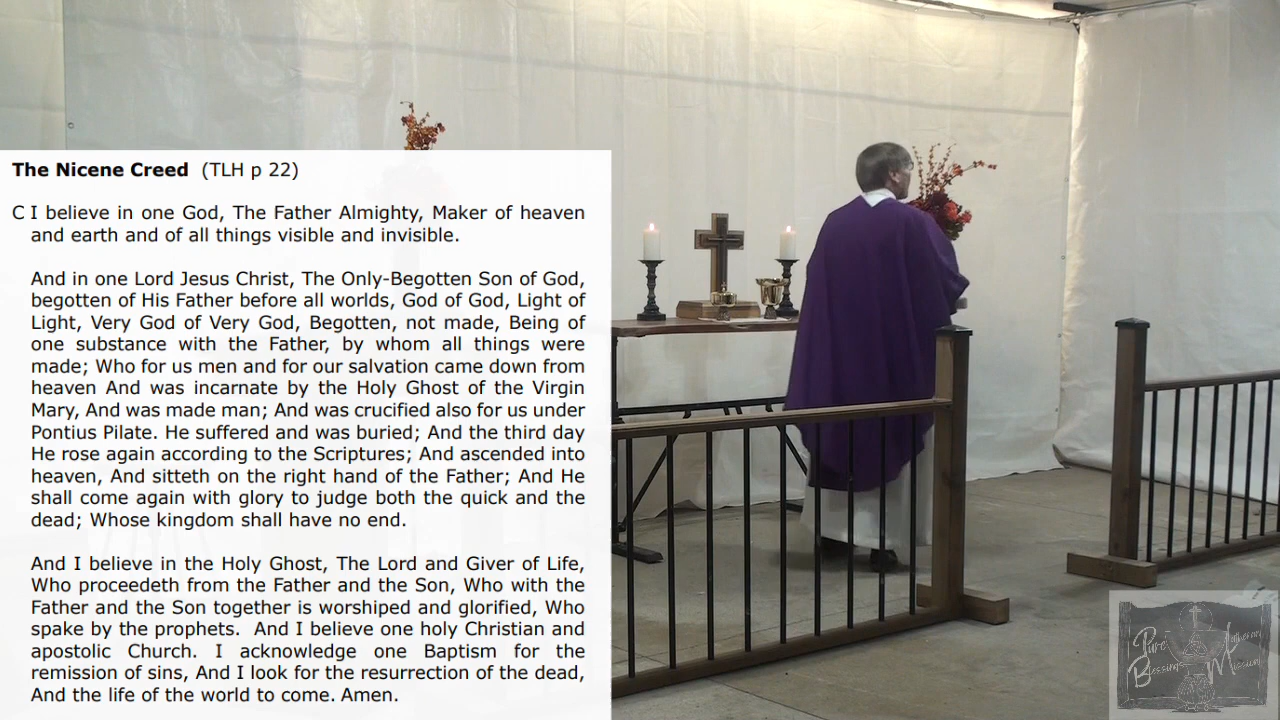 The Nicene Creed (TLH p 22)
C I believe in one God, The Father Almighty, Maker of heaven
and earth and of all things visible and invisible.
And in one Lord Jesus Christ, The Only-Begotten Son of God,
begotten of His Father before all worlds, God of God, Light of
Light, Very God of Very God, Begotten, not made, Being of
one substance with the Father, by whom all things were
made; Who for us men and for our salvation came down from
heaven And was incarnate by the Holy Ghost of the Virgin
Mary, And was made man; And was crucified also for us under
Pontius Pilate. He suffered and was buried; And the third day
He rose again according to the Scriptures; And ascended into
heaven, And sitteth on the right hand of the Father; And He
shall come again with glory to judge both the quick and the
dead; Whose kingdom shall have no end.
And I believe in the Holy Ghost, The Lord and Giver of Life,
Who proceedeth from the Father and the Son, Who with the
Father and the Son together is worshiped and glorified, Who
spake by the prophets. And I believe one holy Christian and
apostolic Church. I acknowledge one Baptism for the
remission of sins, And I look for the resurrection of the dead,
And the life of the world to come. Amen.
Pure Lutheran
Blessings Mission